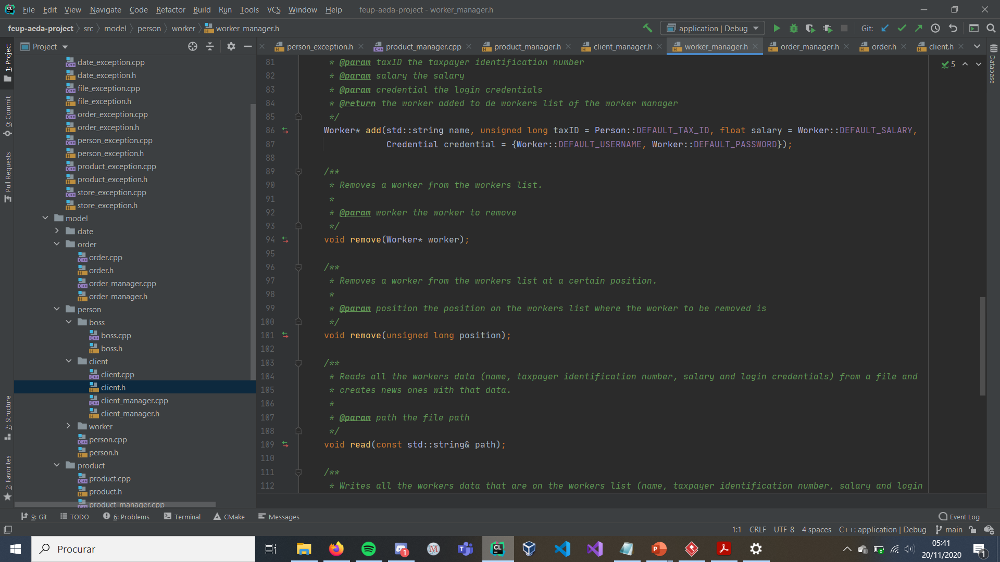 File Edit View Navigate Code Refactor Build Run Tools VCS Window Help feup-aeda-project - worker_manager.h
feup-aeda-project src model person worker worker_manager.h application | Debug Git:
Project
person_exception.h product_manager.cpp product_manager.h client_manager.h worker_manager.h order_manager.h order.h client.h
1: Project
0: Commit
Pull Requests
7: Structure
2: Favorites
date_exception.cpp
date_exception.h
file_exception.cpp
file_exception.h
order_exception.cpp
order_exception.h
person_exception.cpp
person_exception.h
product_exception.cpp
product_exception.h
store_exception.cpp
store_exception.h
model
date
order
order.cpp
order.h
order_manager.cpp
order_manager.h
person
boss
boss.cpp
boss.h
client
client.cpp
client.h
client_manager.cpp
client_manager.h
worker
person.cpp
person.h
product
product.cpp
product.h
product_manager.cpp
81 * @param taxID the taxpayer identification number
82 * @param salary the salary
83 * @param credential the login credentials
84 * @return the worker added to de workers list of the worker manager
85 */
86 Worker* add(std::string name, unsigned long taxID = Person::DEFAULT_TAX_ID, float salary = Worker::DEFAULT_SALARY,
87 Credential credential = {Worker::DEFAULT_USERNAME, Worker::DEFAULT_PASSWORD});
88
89 /**
90 * Removes a worker from the workers list.
91 *
92 * @param worker the worker to remove
93 */
94 void remove(Worker* worker);
95
96 /**
97 * Removes a worker from the workers list at a certain position.
98 *
99 * @param position the position on the workers list where the worker to be removed is
100 */
101 void remove(unsigned long position);
102
103 /**
104 * Reads all the workers data (name, taxpayer identification number, salary and login credentials) from a file and
105 * creates news ones with that data.
106 *
107 * @param path the file path
108 */
109 void read(const std::string& path);
110
111 /**
112 * Writes all the workers data that are on the workers list (name, taxpayer identification number, salary and login
5
Database
9: Git TODO 6: Problems Terminal CMake Messages Event Log
1:1 CRLF UTF-8 4 spaces C++: application | Debug main
Procurar
1
05:41
20/11/2020
1